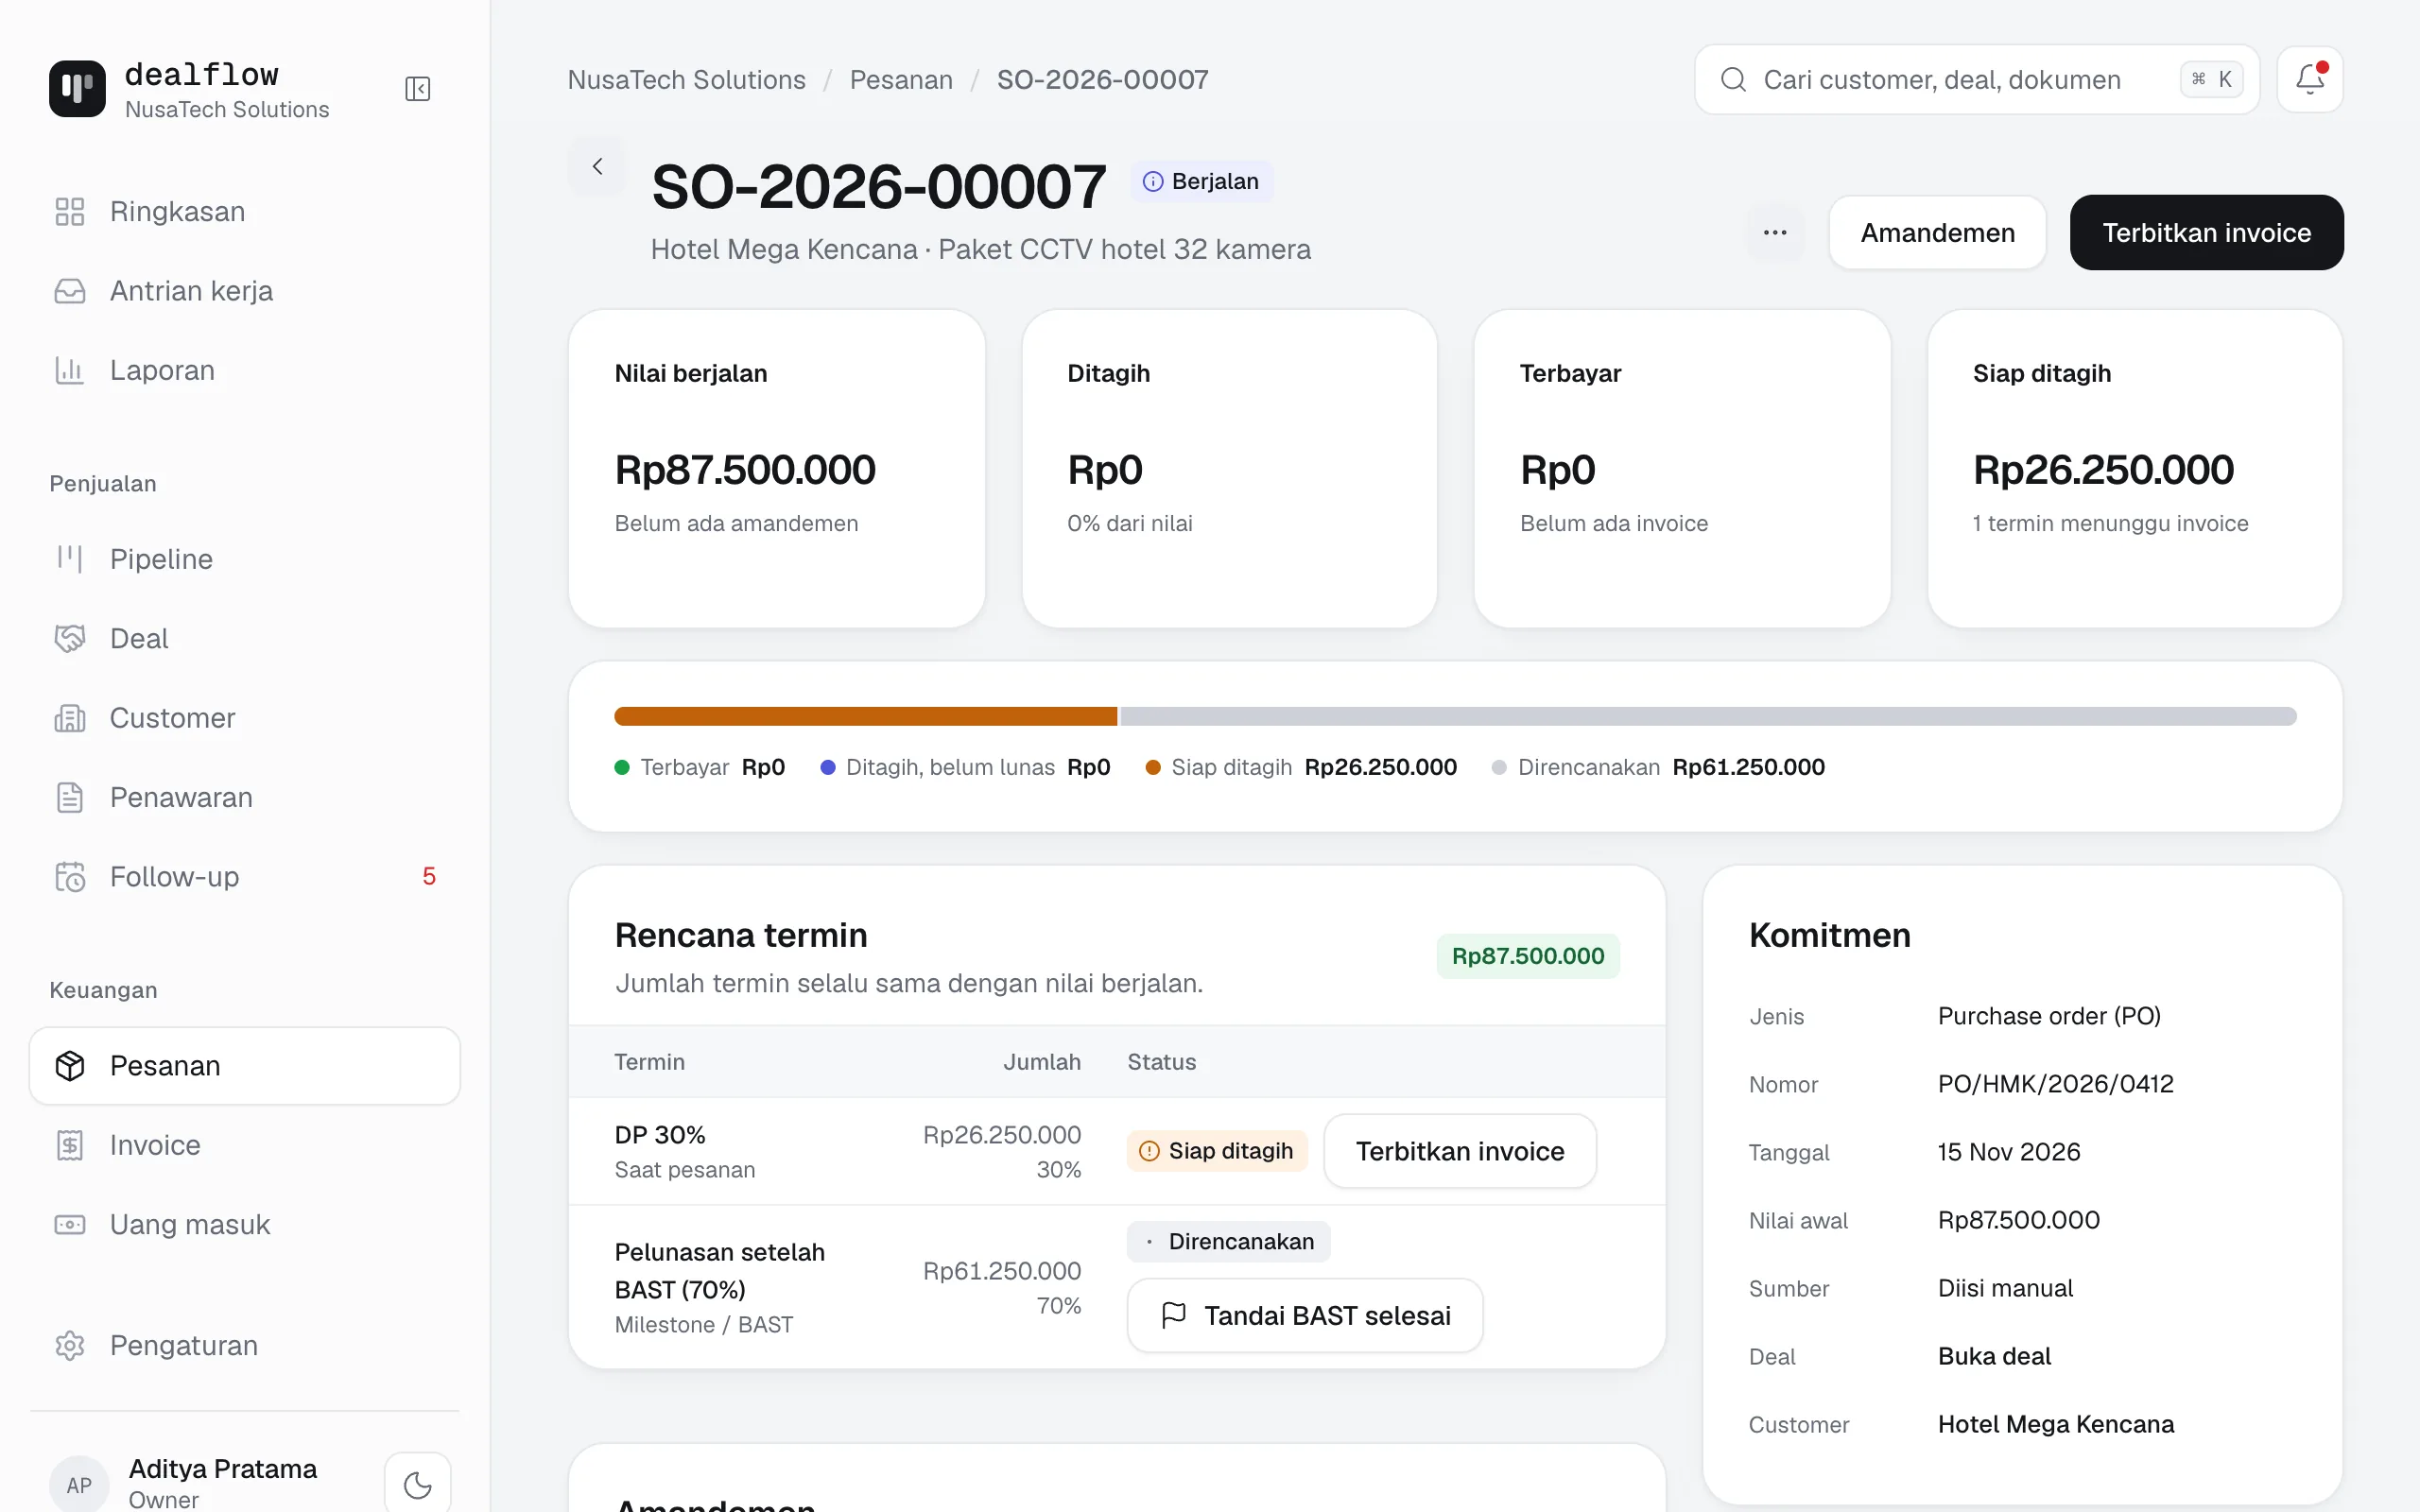 dealflow
NusaTech Solutions
Ringkasan
Antrian kerja
Laporan
Penjualan
Pipeline
Deal
Customer
Penawaran
Follow-up 5
Keuangan
Pesanan
Invoice
Uang masuk
Pengaturan
AP
Aditya Pratama
Owner
NusaTech Solutions / Pesanan / SO-2026-00007
Cari customer, deal, dokumen ⌘ K
SO-2026-00007 Berjalan
Hotel Mega Kencana · Paket CCTV hotel 32 kamera
Amandemen
Terbitkan invoice
Nilai berjalan
Rp87.500.000
Belum ada amandemen
Ditagih
Rp0
0% dari nilai
Terbayar
Rp0
Belum ada invoice
Siap ditagih
Rp26.250.000
1 termin menunggu invoice
Terbayar Rp0 Ditagih, belum lunas Rp0 Siap ditagih Rp26.250.000 Direncanakan Rp61.250.000
Rencana termin
Jumlah termin selalu sama dengan nilai berjalan.
Rp87.500.000
Termin Jumlah Status
DP 30%
Saat pesanan
Rp26.250.000
30%
Siap ditagih
Terbitkan invoice
Pelunasan setelah
BAST (70%)
Milestone / BAST
Rp61.250.000
70%
Direncanakan
Tandai BAST selesai
Amandemen
Komitmen
Jenis Purchase order (PO)
Nomor PO/HMK/2026/0412
Tanggal 15 Nov 2026
Nilai awal Rp87.500.000
Sumber Diisi manual
Deal Buka deal
Customer Hotel Mega Kencana